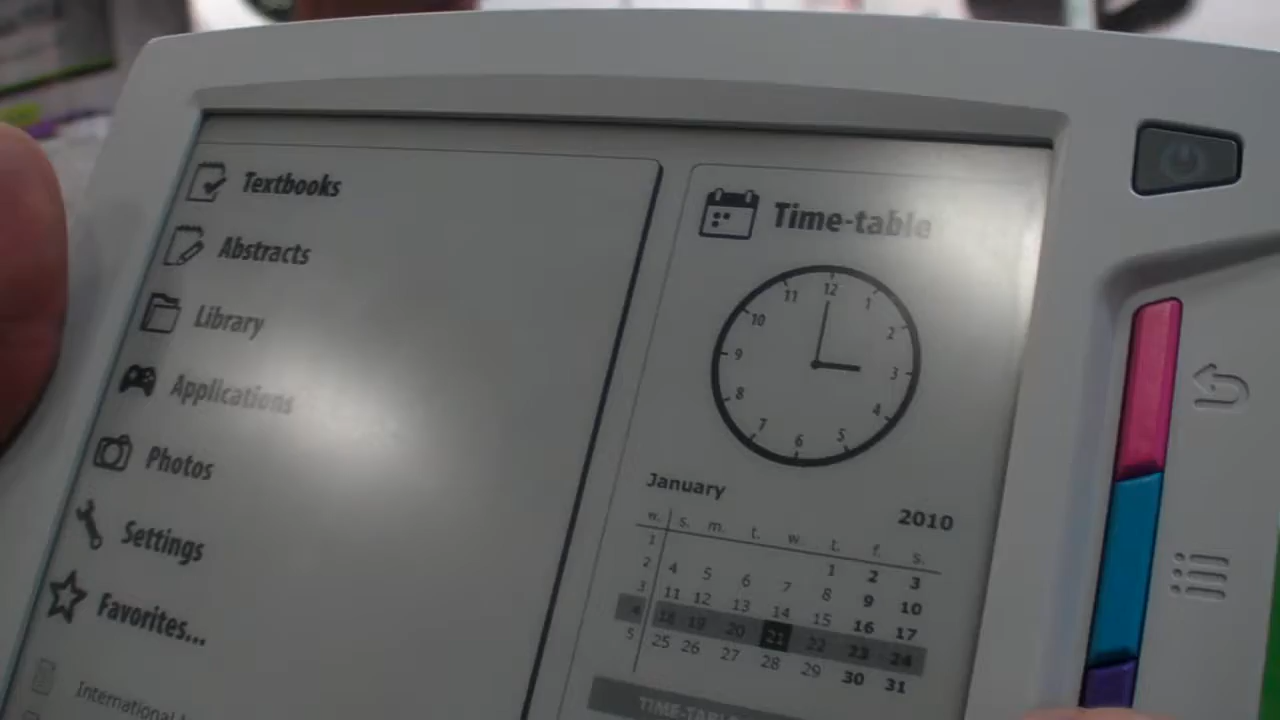 Textbooks
Abstracts
Library
Applications
Photos
Settings
Favorites...
International
Time-table
12
11 1
10 2
9 3
8 4
7 5
6
January 2010
w. s. m. t. w. t. f. s.
1 1 2 3
2 4 5 6 7 8 9 10
3 11 12 13 14 15 16 17
4 18 19 20 21 22 23 24
5 25 26 27 28 29 30 31
TIME-TABLE